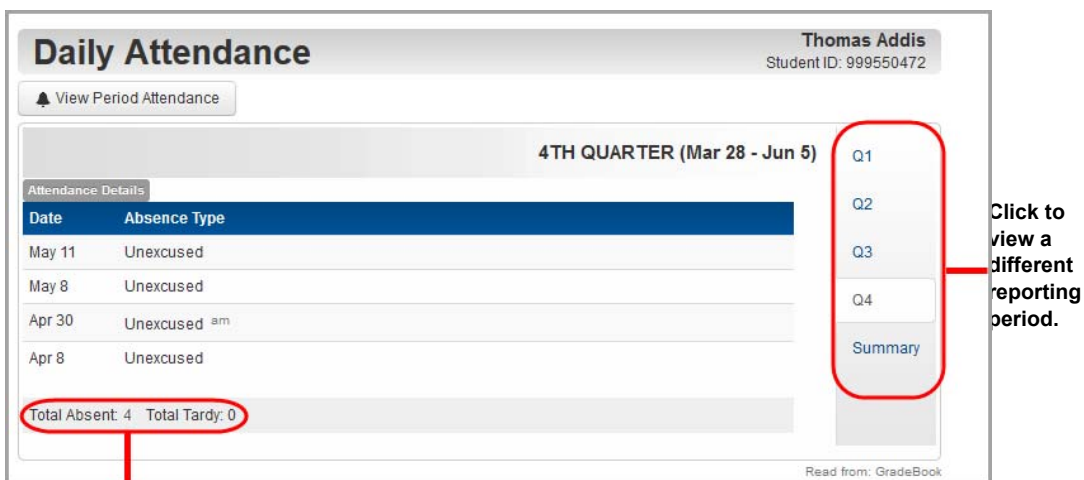 Daily Attendance
Thomas Addis
Student ID: 999550472
View Period Attendance
4TH QUARTER (Mar 28 - Jun 5)
Attendance Details
Date Absence Type
May 11 Unexcused
May 8 Unexcused
Apr 30 Unexcused am
Apr 8 Unexcused
Total Absent: 4 Total Tardy: 0
Q1
Q2
Q3
Q4
Summary
Read from: GradeBook
Click to
view a
different
reporting
period.